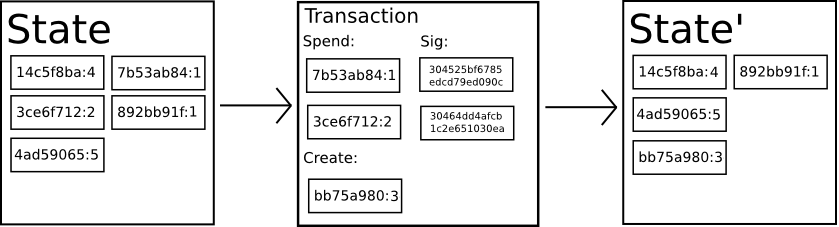 State
14c5f8ba:4 7b53ab84:1
3ce6f712:2 892bb91f:1
4ad59065:5
Transaction
Spend: Sig:
7b53ab84:1 304525bf6785
edcd79ed090c
3ce6f712:2 30464dd4afcb
1c2e651030ea
Create:
bb75a980:3
State'
14c5f8ba:4 892bb91f:1
4ad59065:5
bb75a980:3